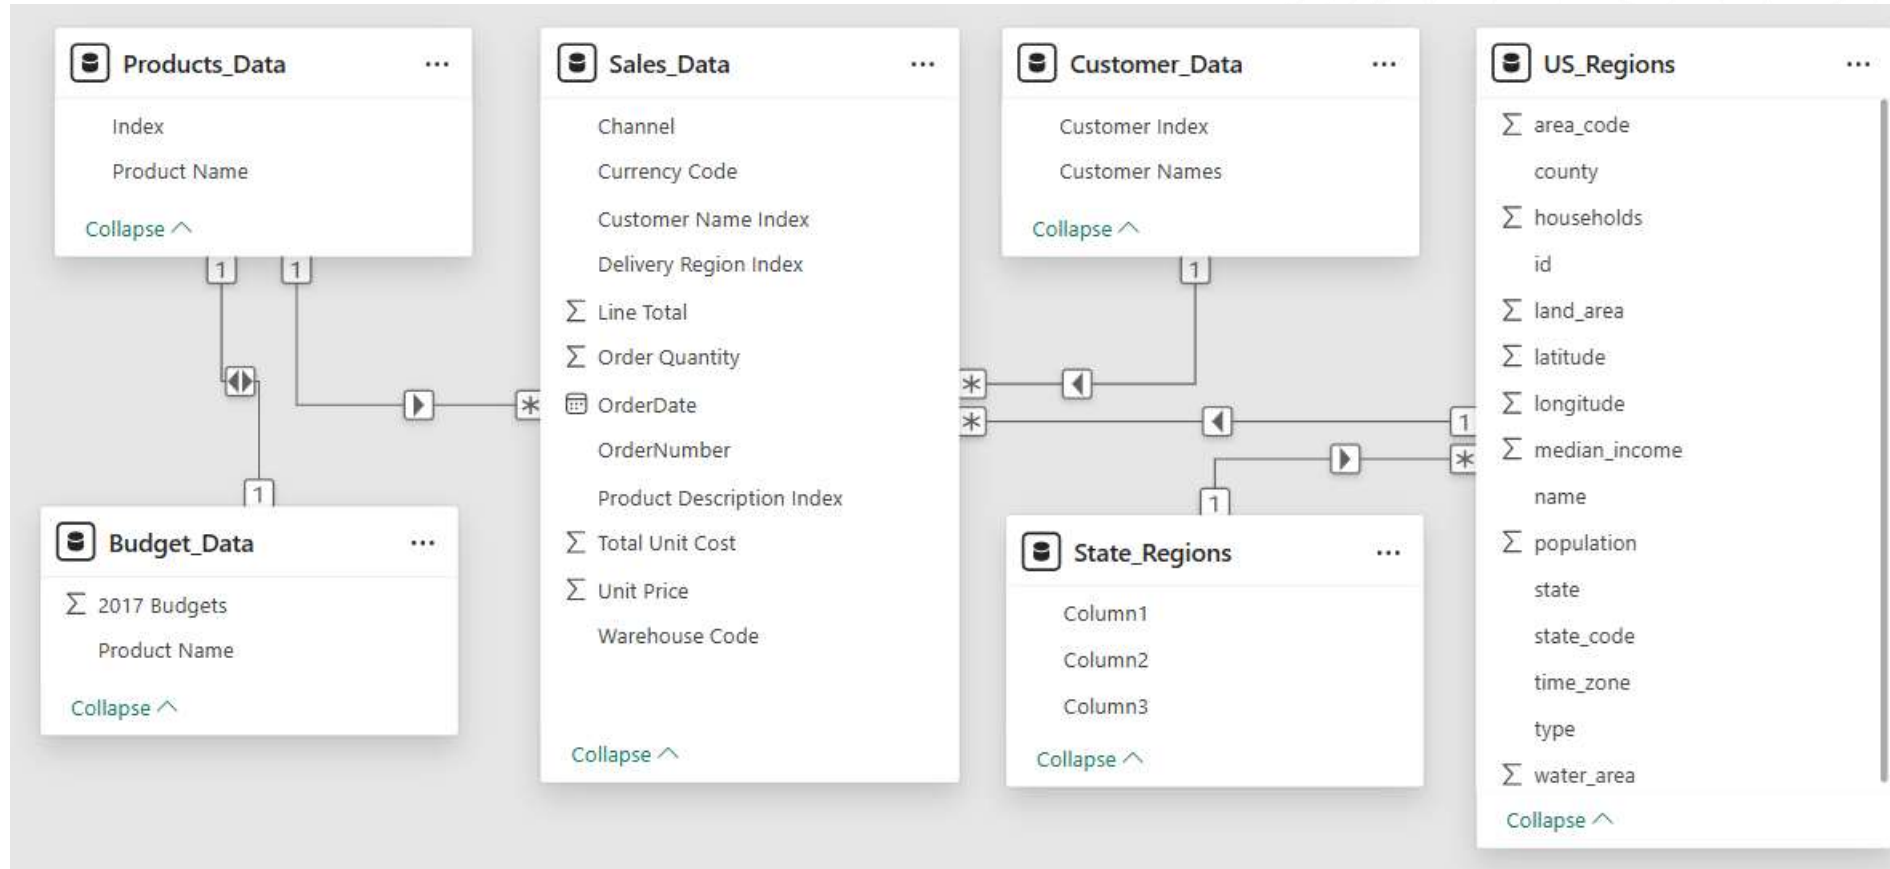 Products_Data
Index
Product Name
Collapse
1
1
1
Budget_Data
2017 Budgets
Product Name
Collapse
Sales_Data
Channel
Currency Code
Customer Name Index
Delivery Region Index
Line Total
Order Quantity
OrderDate
OrderNumber
Product Description Index
Total Unit Cost
Unit Price
Warehouse Code
Collapse
*
*
*
Customer_Data
Customer Index
Customer Names
Collapse
1
1
*
1
State_Regions
Column1
Column2
Column3
Collapse
US_Regions
Σ area_code
county
Σ households
id
Σ land_area
Σ latitude
Σ longitude
Σ median_income
name
Σ population
state
state_code
time_zone
type
Σ water_area
Collapse